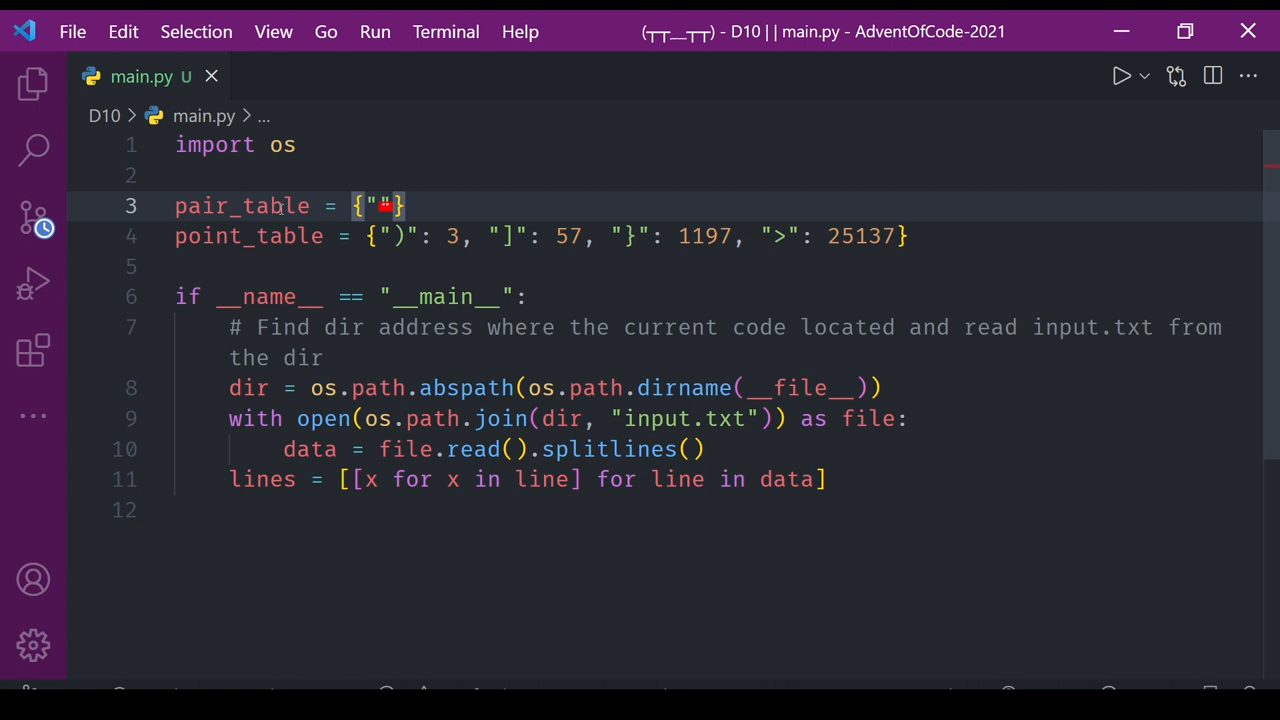 File Edit Selection View Go Run Terminal Help (┬┬__┬┬) - D10 || main.py - AdventOfCode-2021
main.py U
D10 > main.py > ...
1 import os
2
3 pair_table = {""}
4 point_table = {")": 3, "]": 57, "}": 1197, ">": 25137}
5
6 if __name__ == "__main__":
7 # Find dir address where the current code located and read input.txt from
the dir
8 dir = os.path.abspath(os.path.dirname(__file__))
9 with open(os.path.join(dir, "input.txt")) as file:
10 data = file.read().splitlines()
11 lines = [[x for x in line] for line in data]
12